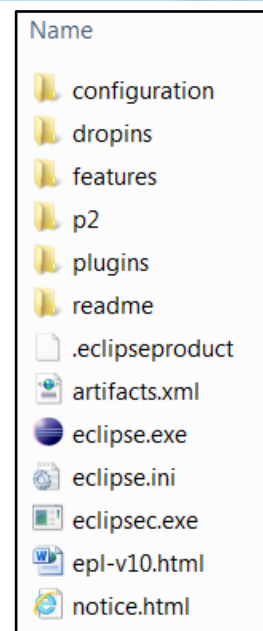 Name
configuration
dropins
features
p2
plugins
readme
.eclipseproduct
artifacts.xml
eclipse.exe
eclipse.ini
eclipsec.exe
epl-v10.html
notice.html